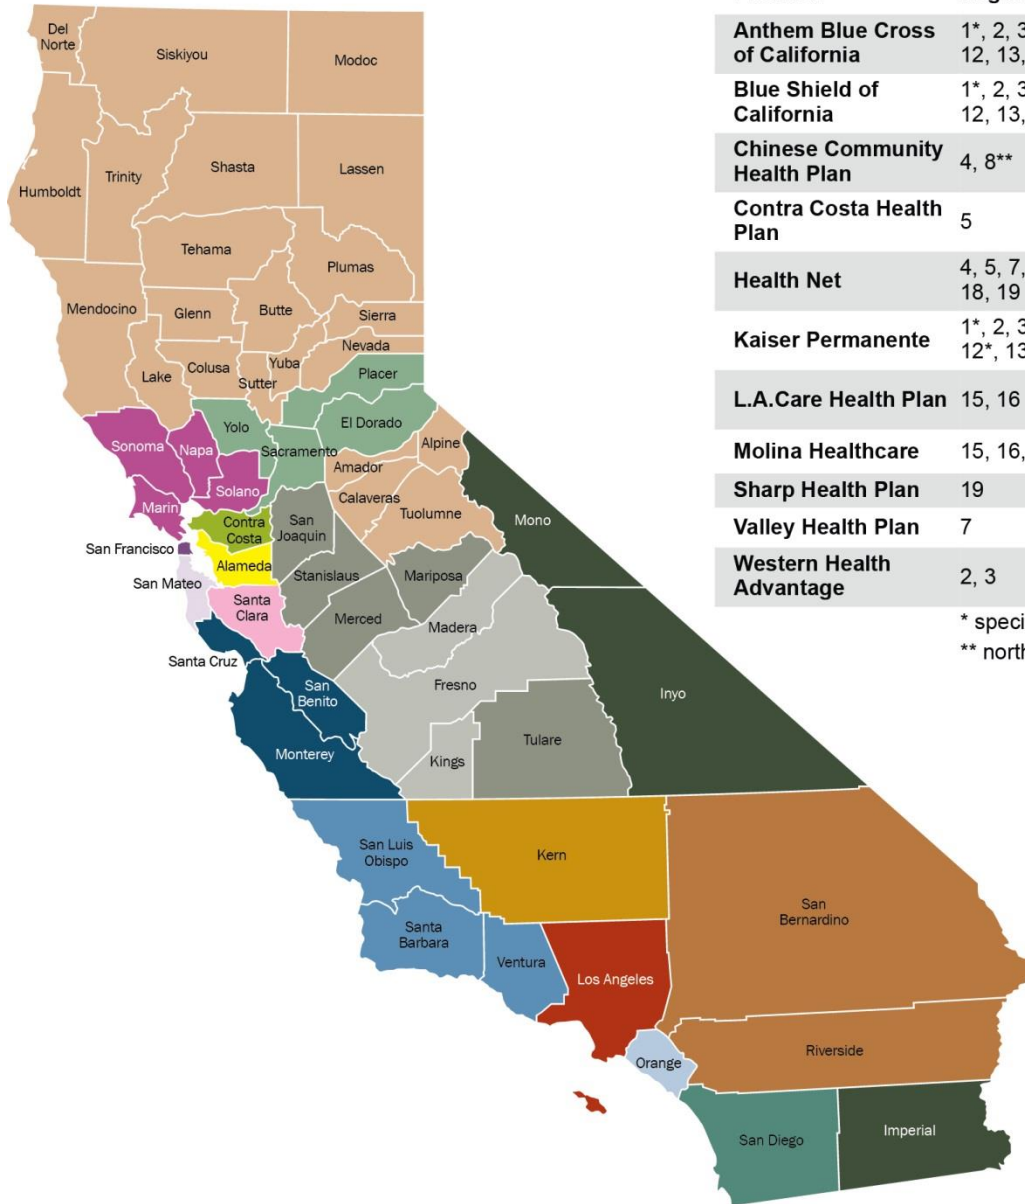 Del
Norte
Siskiyou
Modoc
Humboldt
Trinity
Shasta
Lassen
Tehama
Plumas
Mendocino
Glenn
Butte
Sierra
Nevada
Lake
Colusa
Sutter
Yuba
Placer
El Dorado
Sonoma
Napa
Yolo
Sacramento
Alpine
Amador
Solano
Marin
Calaveras
Tuolumne
Mono
Contra
Costa
San
Joaquin
San Francisco
Alameda
Stanislaus
Mariposa
San Mateo
Santa
Clara
Merced
Madera
Santa Cruz
San
Benito
Fresno
Inyo
Monterey
Kings
Tulare
San Luis
Obispo
Kern
San
Bernardino
Santa
Barbara
Ventura
Los Angeles
Orange
Riverside
San Diego
Imperial
Anthem Blue Cross 1*, 2, 3
of California 12, 13,
Blue Shield of 1*, 2, 3
California 12, 13,
Chinese Community
Health Plan 4, 8**
Contra Costa Health
Plan 5
Health Net 4, 5, 7,
18, 19
Kaiser Permanente 1*, 2, 3
12*, 13
L.A.Care Health Plan 15, 16
Molina Healthcare 15, 16,
Sharp Health Plan 19
Valley Health Plan 7
Western Health
Advantage 2, 3
* speci
** north